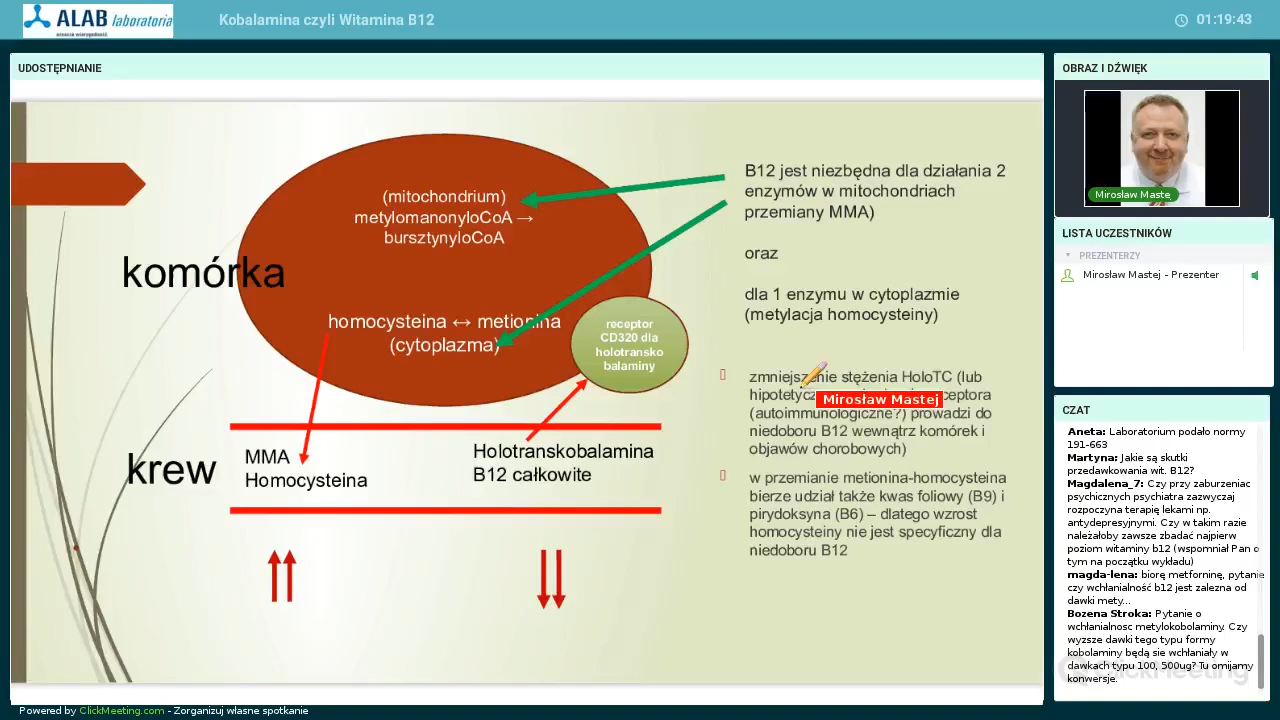 ALAB laboratoria
Kobalamina czyli Witamina B12
01:19:43
UDOSTĘPNIANIE
(mitochondrium)
metylomanonyloCoA →
bursztynyloCoA
komórka
homocysteina ↔ metionina
(cytoplazma)
receptor
CD320 dla
holotransko
balaminy
krew
MMA
Homocysteina
Holotranskobalamina
B12 całkowite
B12 jest niezbędna dla działania 2
enzymów w mitochondriach
przemiany MMA)
oraz
dla 1 enzymu w cytoplazmie
(metylacja homocysteiny)
zmniejszenie stężenia HoloTC (lub
Mirosław Mastej
(autoimmunologiczne?) prowadzi do
niedoboru B12 wewnątrz komórek i
objawów chorobowych)
w przemianie metionina-homocysteina
bierze udział także kwas foliowy (B9) i
pirydoksyna (B6) – dlatego wzrost
homocysteiny nie jest specyficzny dla
niedoboru B12
OBRAZ I DŹWIĘK
Mirosław Maste
LISTA UCZESTNIKÓW
PREZENTERZY
Mirosław Mastej - Prezenter
CZAT
Aneta: Laboratorium podało normy
191-663
Martyna: Jakie są skutki
przedawkowania wit. B12?
Magdalena_7: Czy przy zaburzeniac
psychicznych psychiatra zazwyczaj
rozpoczyna terapię lekami np.
antydepresyjnymi. Czy w takim razie
należałoby zawsze zbadać najpierw
poziom witaminy b12 (wspomniał Pan o
tym na początku wykładu)
magda-lena: biorę metforninę, pytanie
czy wchłanialność b12 jest zalezna od
dawki mety...
Bozena Stroka: Pytanie o
wchłanialnosc metylokobolaminy. Czy
wyzsze dawki tego typu formy
kobolaminy będą sie wchłaniały w
dawkach typu 100, 500ug? Tu omijamy
konwersje.
ClickMeeting
Powered by ClickMeeting.com - Zorganizuj własne spotkanie